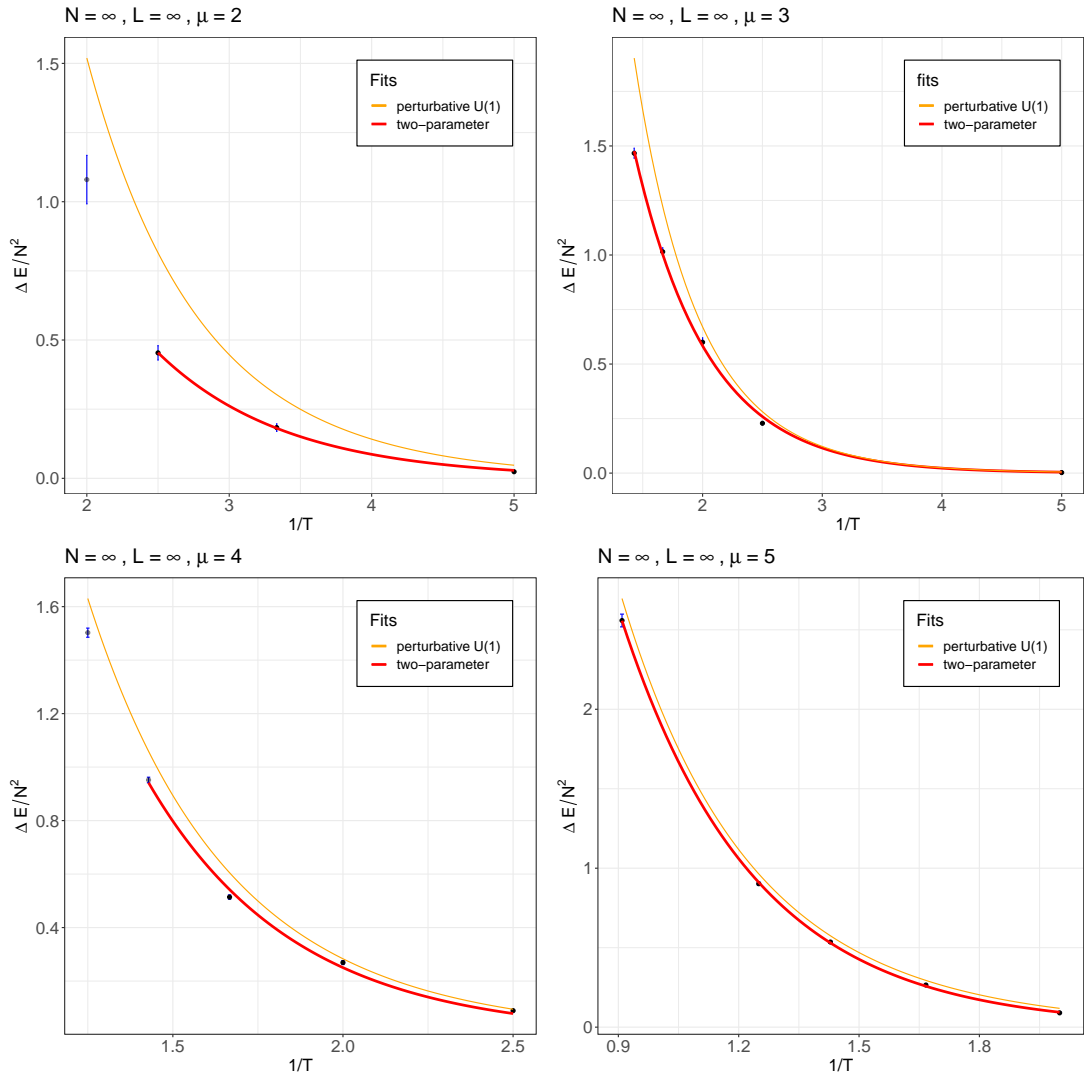 N = ∞ , L = ∞ , μ = 2
1.5
1.0
0.5
0.0
Δ E / N²
2
3
4
5
1/T
Fits
perturbative U(1)
two−parameter
N = ∞ , L = ∞ , μ = 3
1.5
1.0
0.5
0.0
Δ E / N²
2
3
4
5
1/T
fits
perturbative U(1)
two−parameter
N = ∞ , L = ∞ , μ = 4
1.6
1.2
0.8
0.4
Δ E / N²
1.5
2.0
2.5
1/T
Fits
perturbative U(1)
two−parameter
N = ∞ , L = ∞ , μ = 5
2
1
0
Δ E / N²
0.9
1.2
1.5
1.8
1/T
Fits
perturbative U(1)
two−parameter